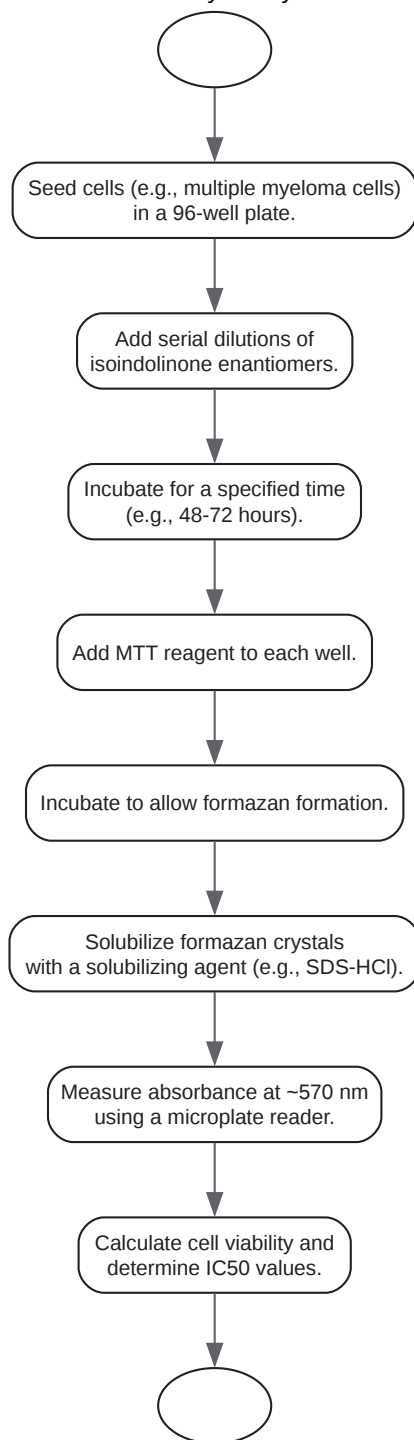 Seed cells (e.g., multiple myeloma cells)
in a 96-well plate.
Add serial dilutions of
isoindolinone enantiomers.
Incubate for a specified time
(e.g., 48-72 hours).
Add MTT reagent to each well.
Incubate to allow formazan formation.
Solubilize formazan crystals
with a solubilizing agent (e.g., SDS-HCl).
Measure absorbance at ~570 nm
using a microplate reader.
Calculate cell viability and
determine IC50 values.